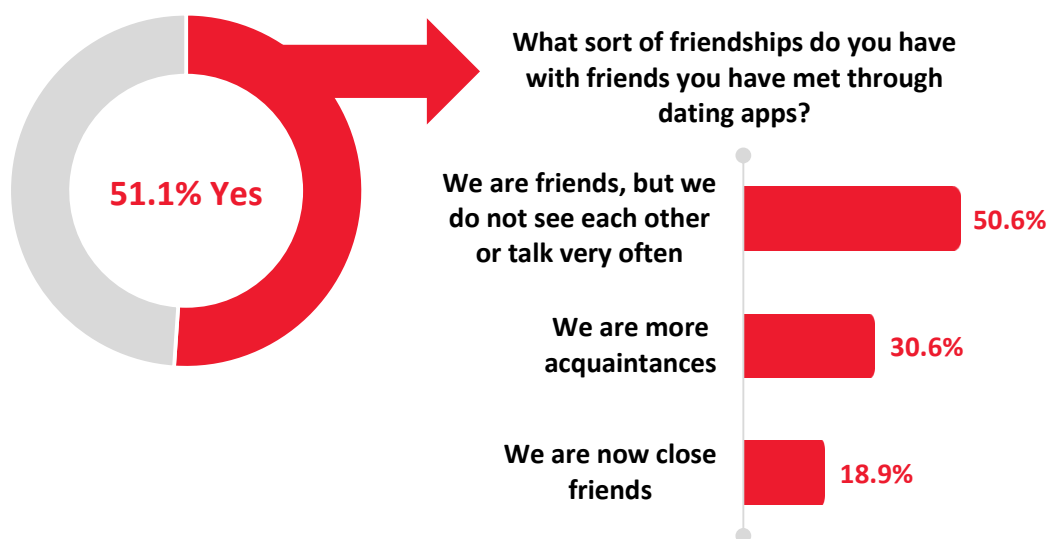 51.1% Yes
What sort of friendships do you have
with friends you have met through
dating apps?
We are friends, but we
do not see each other
or talk very often
50.6%
We are more
acquaintances
30.6%
We are now close
friends
18.9%